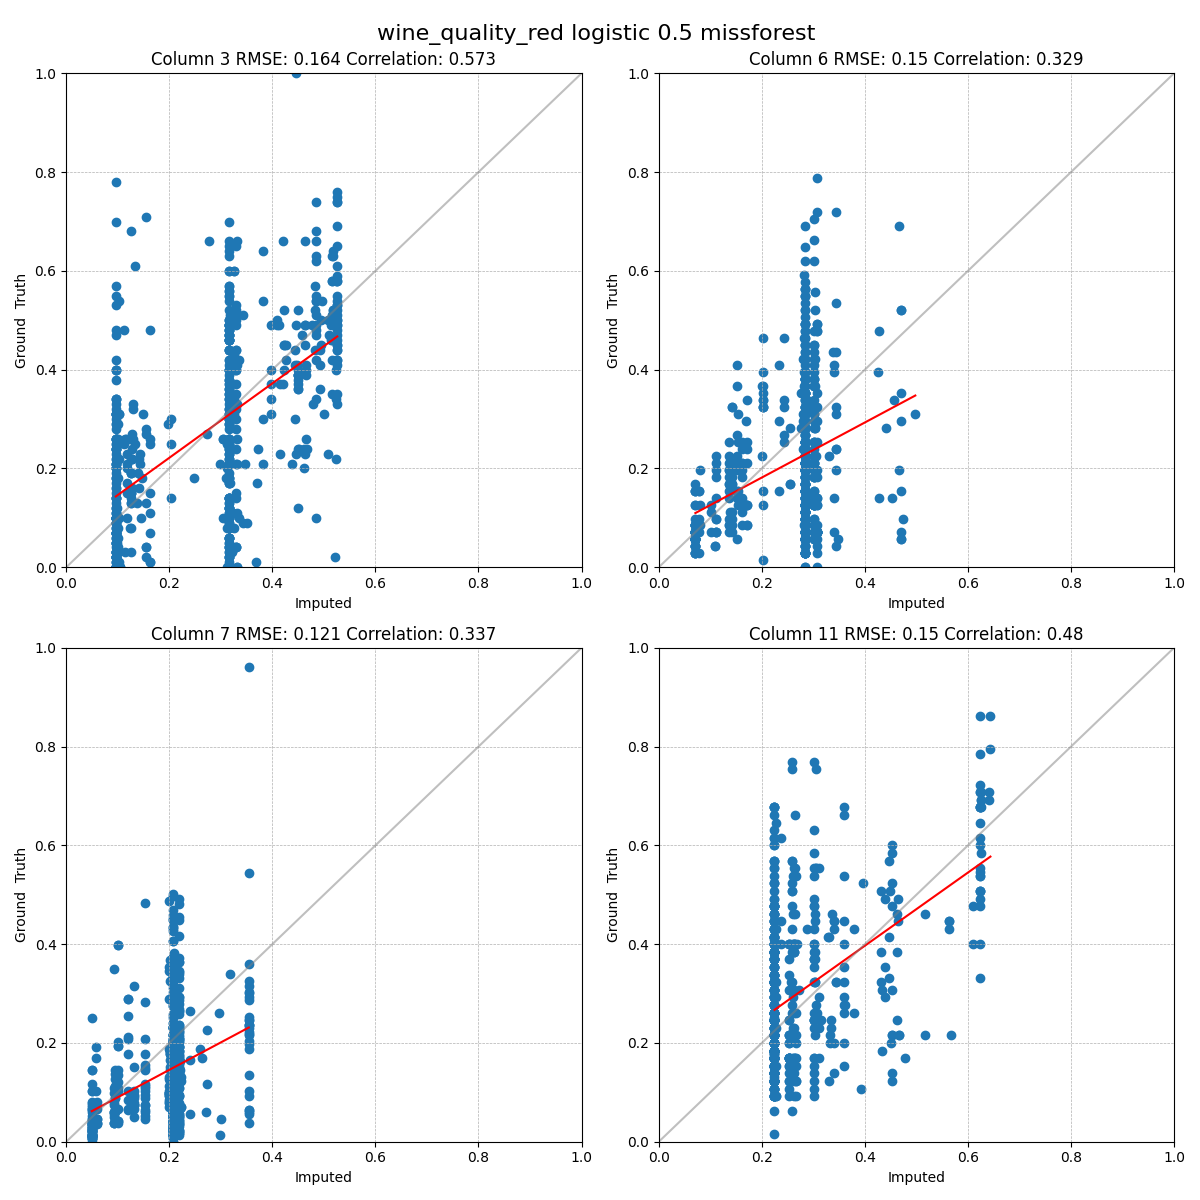 wine_quality_red logistic 0.5 missforest
Column 3 RMSE: 0.164 Correlation: 0.573
Column 6 RMSE: 0.15 Correlation: 0.329
1.0
0.8
0.6
0.4
0.2
0.0
Ground Truth
0.0 0.2 0.4 0.6 0.8 1.0
Imputed
1.0
0.8
0.6
0.4
0.2
0.0
Ground Truth
0.0 0.2 0.4 0.6 0.8 1.0
Imputed
Column 7 RMSE: 0.121 Correlation: 0.337
Column 11 RMSE: 0.15 Correlation: 0.48
1.0
0.8
0.6
0.4
0.2
0.0
Ground Truth
0.0 0.2 0.4 0.6 0.8 1.0
Imputed
1.0
0.8
0.6
0.4
0.2
0.0
Ground Truth
0.0 0.2 0.4 0.6 0.8 1.0
Imputed